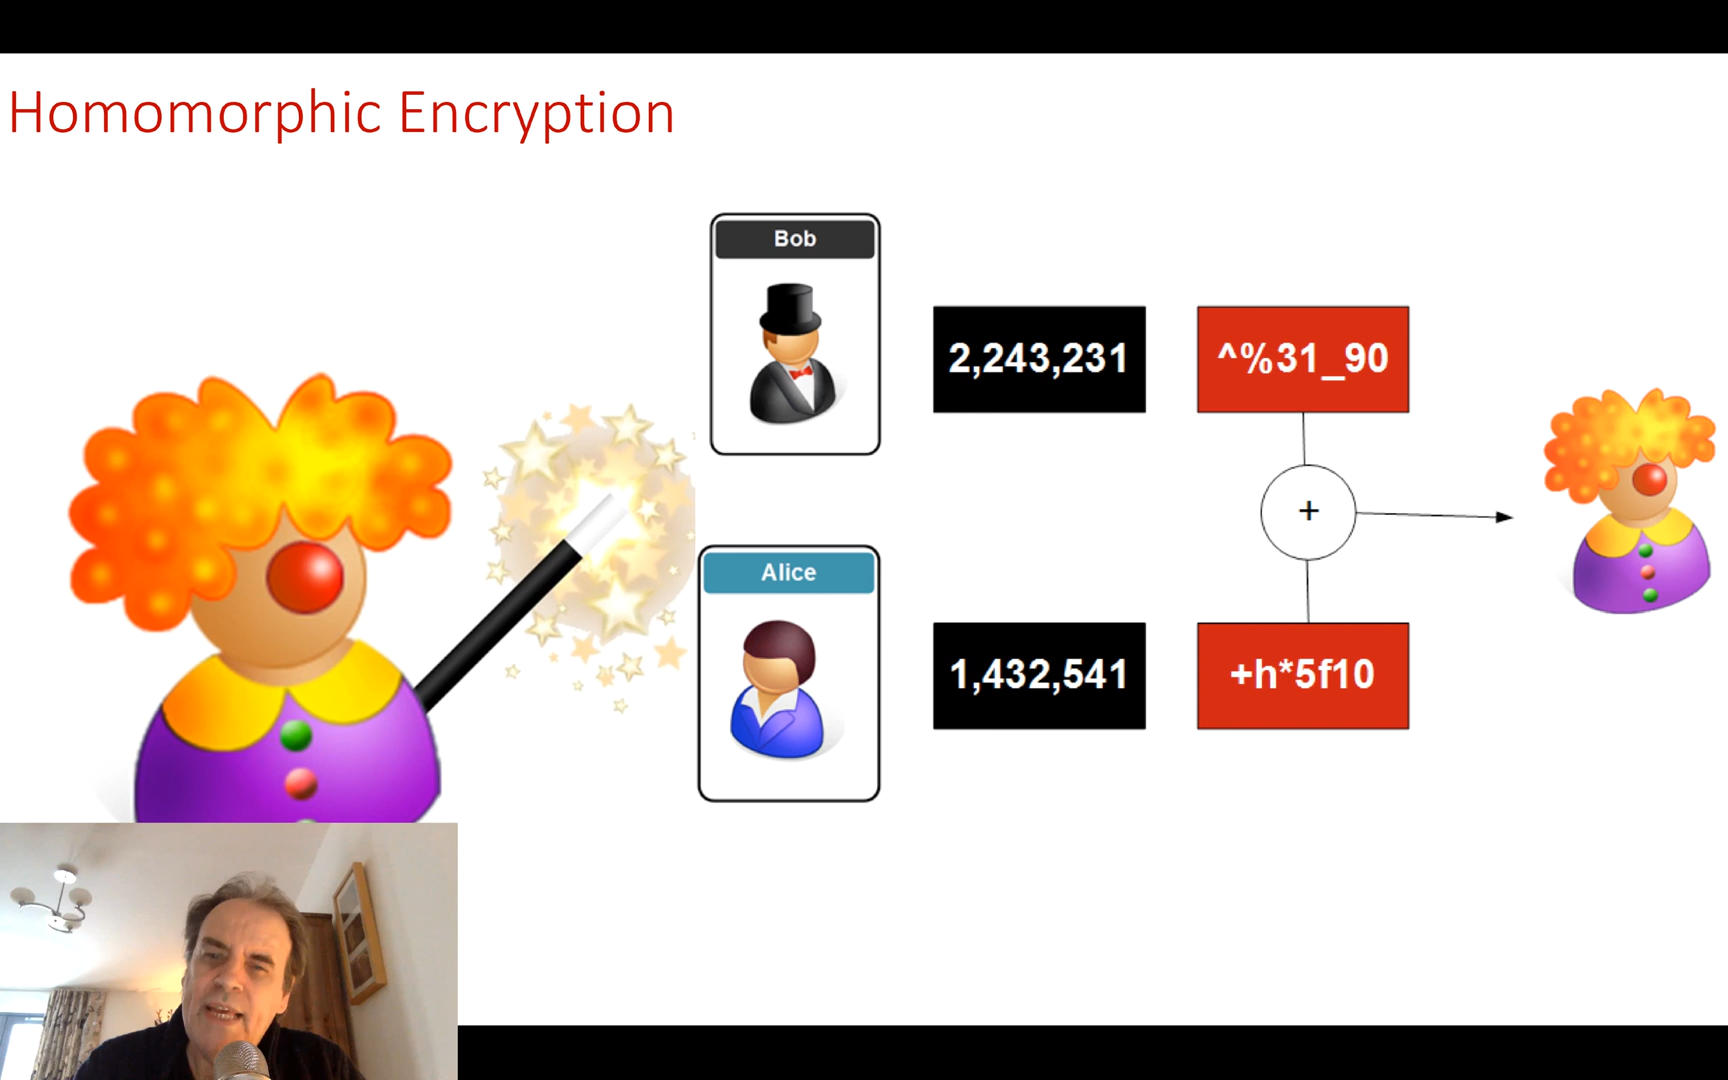 Homomorphic Encryption
Bob
2,243,231
^%31_90
+
Alice
1,432,541
+h*5f10